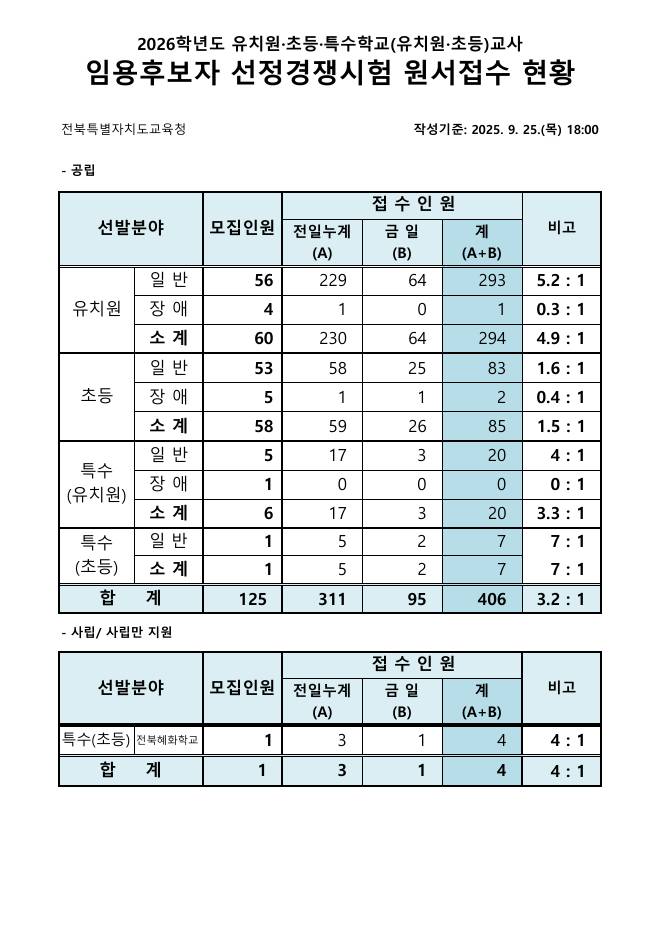 2026학년도 유치원·초등·특수학교(유치원·초등)교사
임용후보자 선정경쟁시험 원서접수 현황
전북특별자치도교육청 작성기준: 2025. 9. 25.(목) 18:00
- 공립
선발분야 모집인원 접 수 인 원 비고
전일누계 (A) 금 일 (B) 계 (A+B)
유치원 일 반 56 229 64 293 5.2 : 1
장 애 4 1 0 1 0.3 : 1
소 계 60 230 64 294 4.9 : 1
초등 일 반 53 58 25 83 1.6 : 1
장 애 5 1 1 2 0.4 : 1
소 계 58 59 26 85 1.5 : 1
특수 (유치원) 일 반 5 17 3 20 4 : 1
장 애 1 0 0 0 0 : 1
소 계 6 17 3 20 3.3 : 1
특수 (초등) 일 반 1 5 2 7 7 : 1
소 계 1 5 2 7 7 : 1
합 계 125 311 95 406 3.2 : 1
- 사립/ 사립만 지원
선발분야 모집인원 접 수 인 원 비고
전일누계 (A) 금 일 (B) 계 (A+B)
특수(초등) 전북혜화학교 1 3 1 4 4 : 1
합 계 1 3 1 4 4 : 1